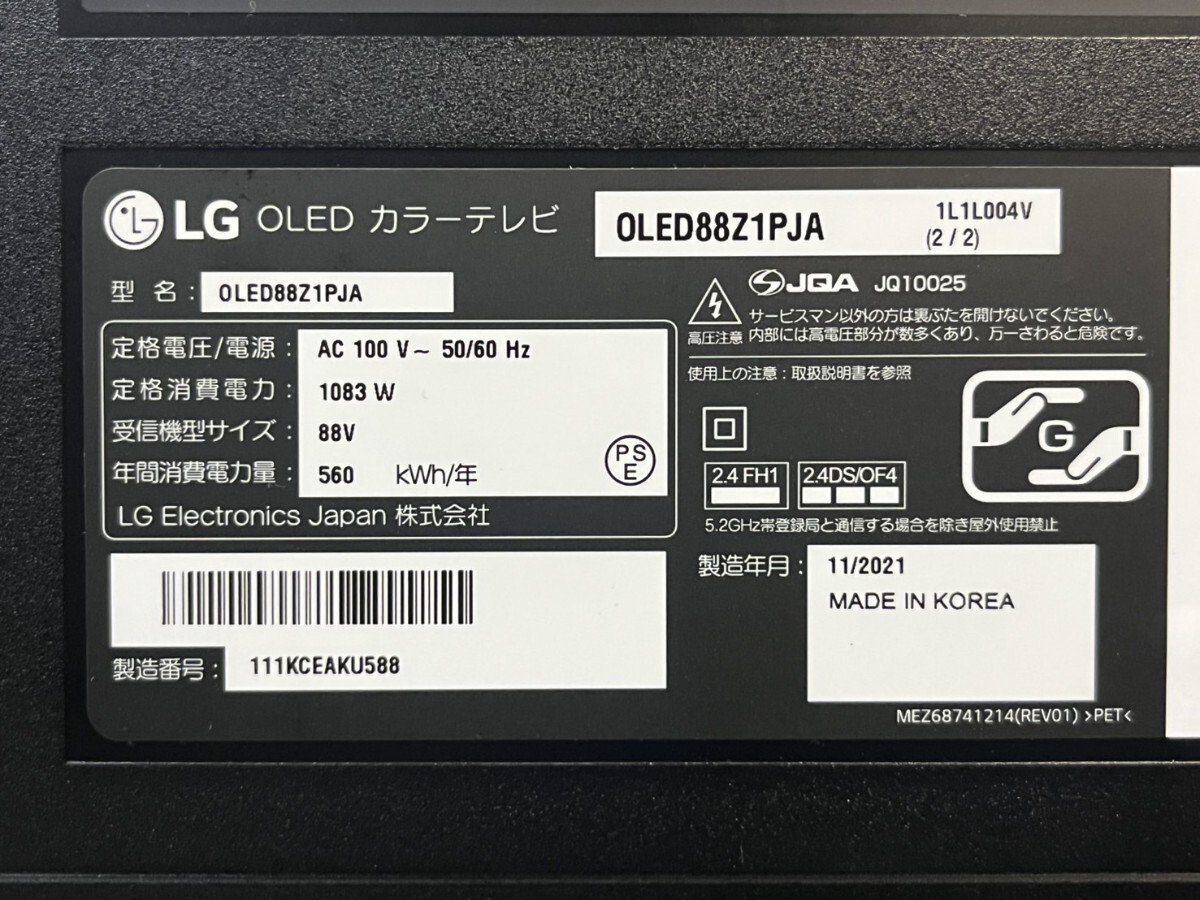 LG OLED カラーテレビ
OLED88Z1PJA
1L1L004V
(2 / 2)
型 名 : OLED88Z1PJA
定格電圧/電源 : AC 100 V~ 50/60 Hz
定格消費電力 : 1083 W
受信機型サイズ : 88V
年間消費電力量 : 560 kWh/年
PS
E
LG Electronics Japan 株式会社
製造番号 : 111KCEAKU588
JQA JQ10025
高圧注意
サービスマン以外の方は裏ぶたを開けないでください。
内部には高電圧部分が数多くあり、万一さわると危険です。
使用上の注意 : 取扱説明書を参照
G
2.4 FH1 2.4DS/OF4
5.2GHz帯登録局と通信する場合を除き屋外使用禁止
製造年月 : 11/2021
MADE IN KOREA
MEZ68741214(REV01) >PET<